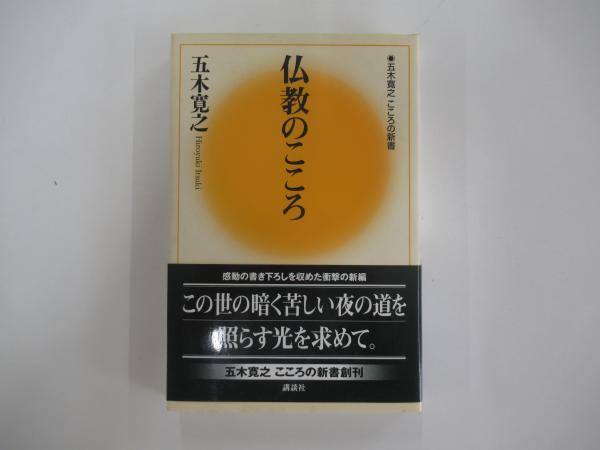 ●五木寛之 こころの新書
仏教のこころ
五木寛之
Hiroyuki Itsuki
感動の書き下ろしを収めた衝撃の新編
この世の暗く苦しい夜の道を
照らす光を求めて。
五木寛之 こころの新書創刊
講談社